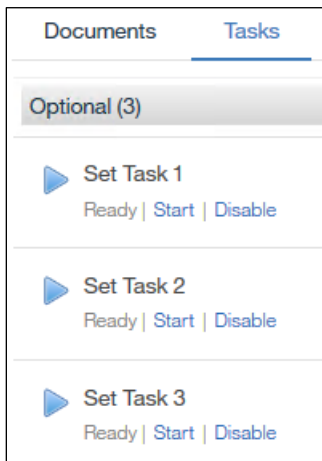 Documents Tasks
Optional (3)
Set Task 1
Ready | Start | Disable
Set Task 2
Ready | Start | Disable
Set Task 3
Ready | Start | Disable